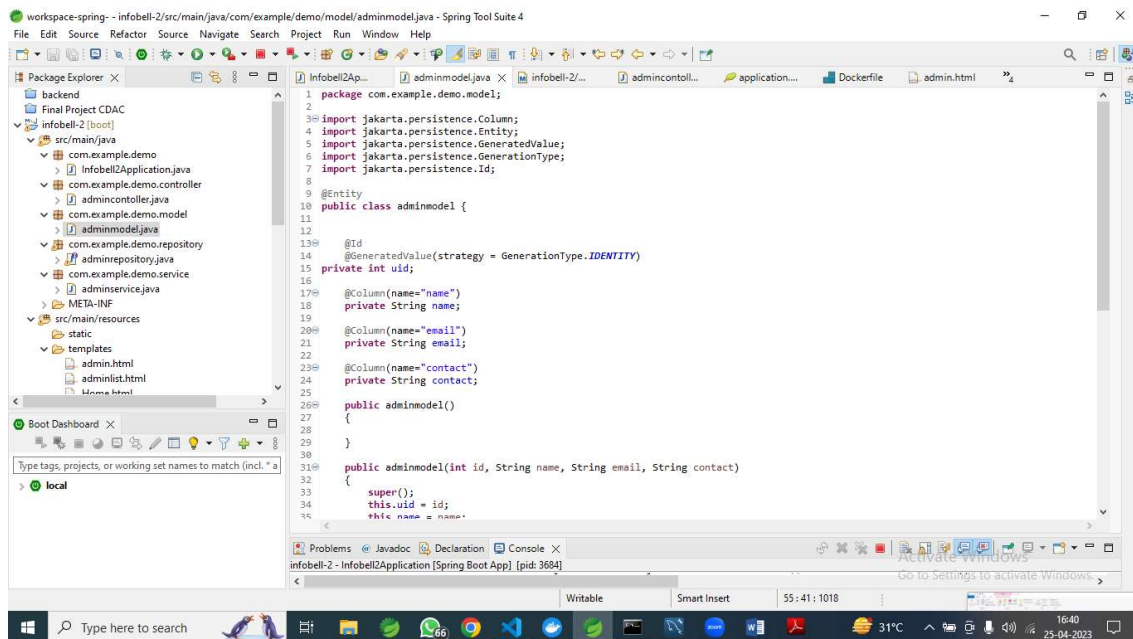 workspace-spring- - infobell-2/src/main/java/com/example/demo/model/adminmodel.java - Spring Tool Suite 4
File Edit Source Refactor Source Navigate Search Project Run Window Help
Package Explorer
backend
Final Project CDAC
infobell-2 [boot]
src/main/java
com.example.demo
Infobell2Application.java
com.example.demo.controller
admincontoller.java
com.example.demo.model
adminmodel.java
com.example.demo.repository
adminrepository.java
com.example.demo.service
adminservice.java
META-INF
src/main/resources
static
templates
admin.html
adminlist.html
Home.html
Boot Dashboard
Type tags, projects, or working set names to match (incl. * a
local
Infobell2Ap... adminmodel.java infobell-2/... admincontoll... application.... Dockerfile admin.html »4
1 package com.example.demo.model;
2
3 import jakarta.persistence.Column;
4 import jakarta.persistence.Entity;
5 import jakarta.persistence.GeneratedValue;
6 import jakarta.persistence.GenerationType;
7 import jakarta.persistence.Id;
8
9 @Entity
10 public class adminmodel {
11
12
13 @Id
14 @GeneratedValue(strategy = GenerationType.IDENTITY)
15 private int uid;
16
17 @Column(name="name")
18 private String name;
19
20 @Column(name="email")
21 private String email;
22
23 @Column(name="contact")
24 private String contact;
25
26 public adminmodel()
27 {
28
29 }
30
31 public adminmodel(int id, String name, String email, String contact)
32 {
33 super();
34 this.uid = id;
35 this.name = name;
Problems Javadoc Declaration Console
infobell-2 - Infobell2Application [Spring Boot App] [pid: 3684]
Activate Windows
Go to Settings to activate Windows.
Writable Smart Insert 55 : 41 : 1018
Type here to search
66
zoom
31°C
16:40
25-04-2023